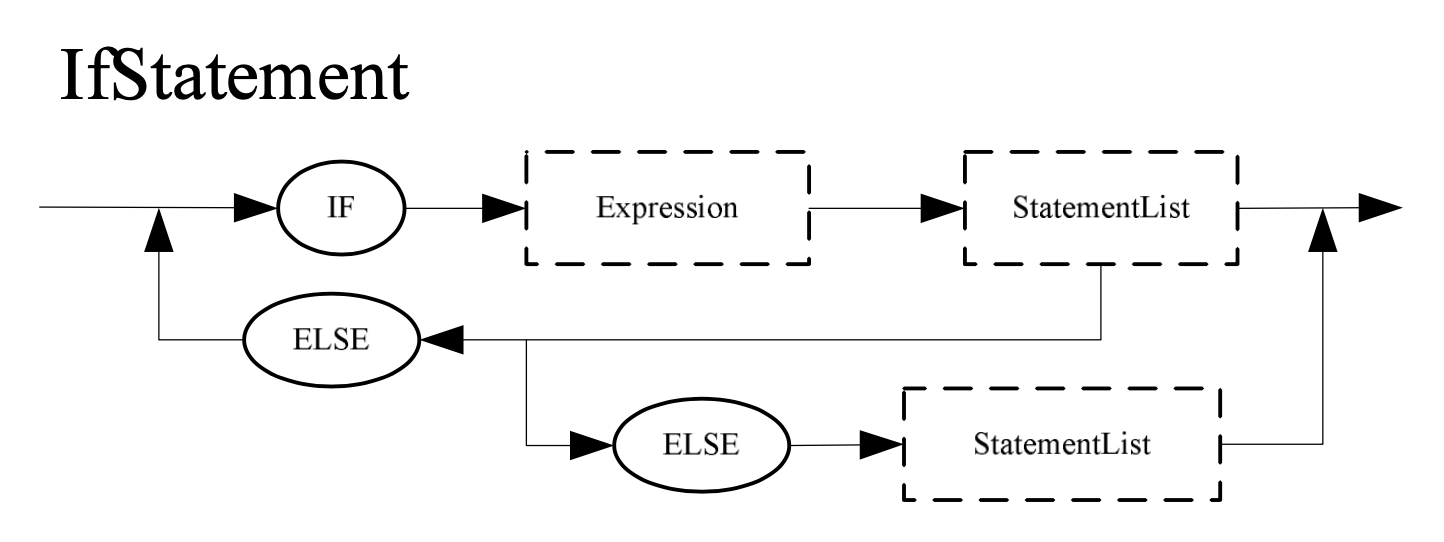 IfStatement
IF
Expression
StatementList
ELSE
ELSE
StatementList